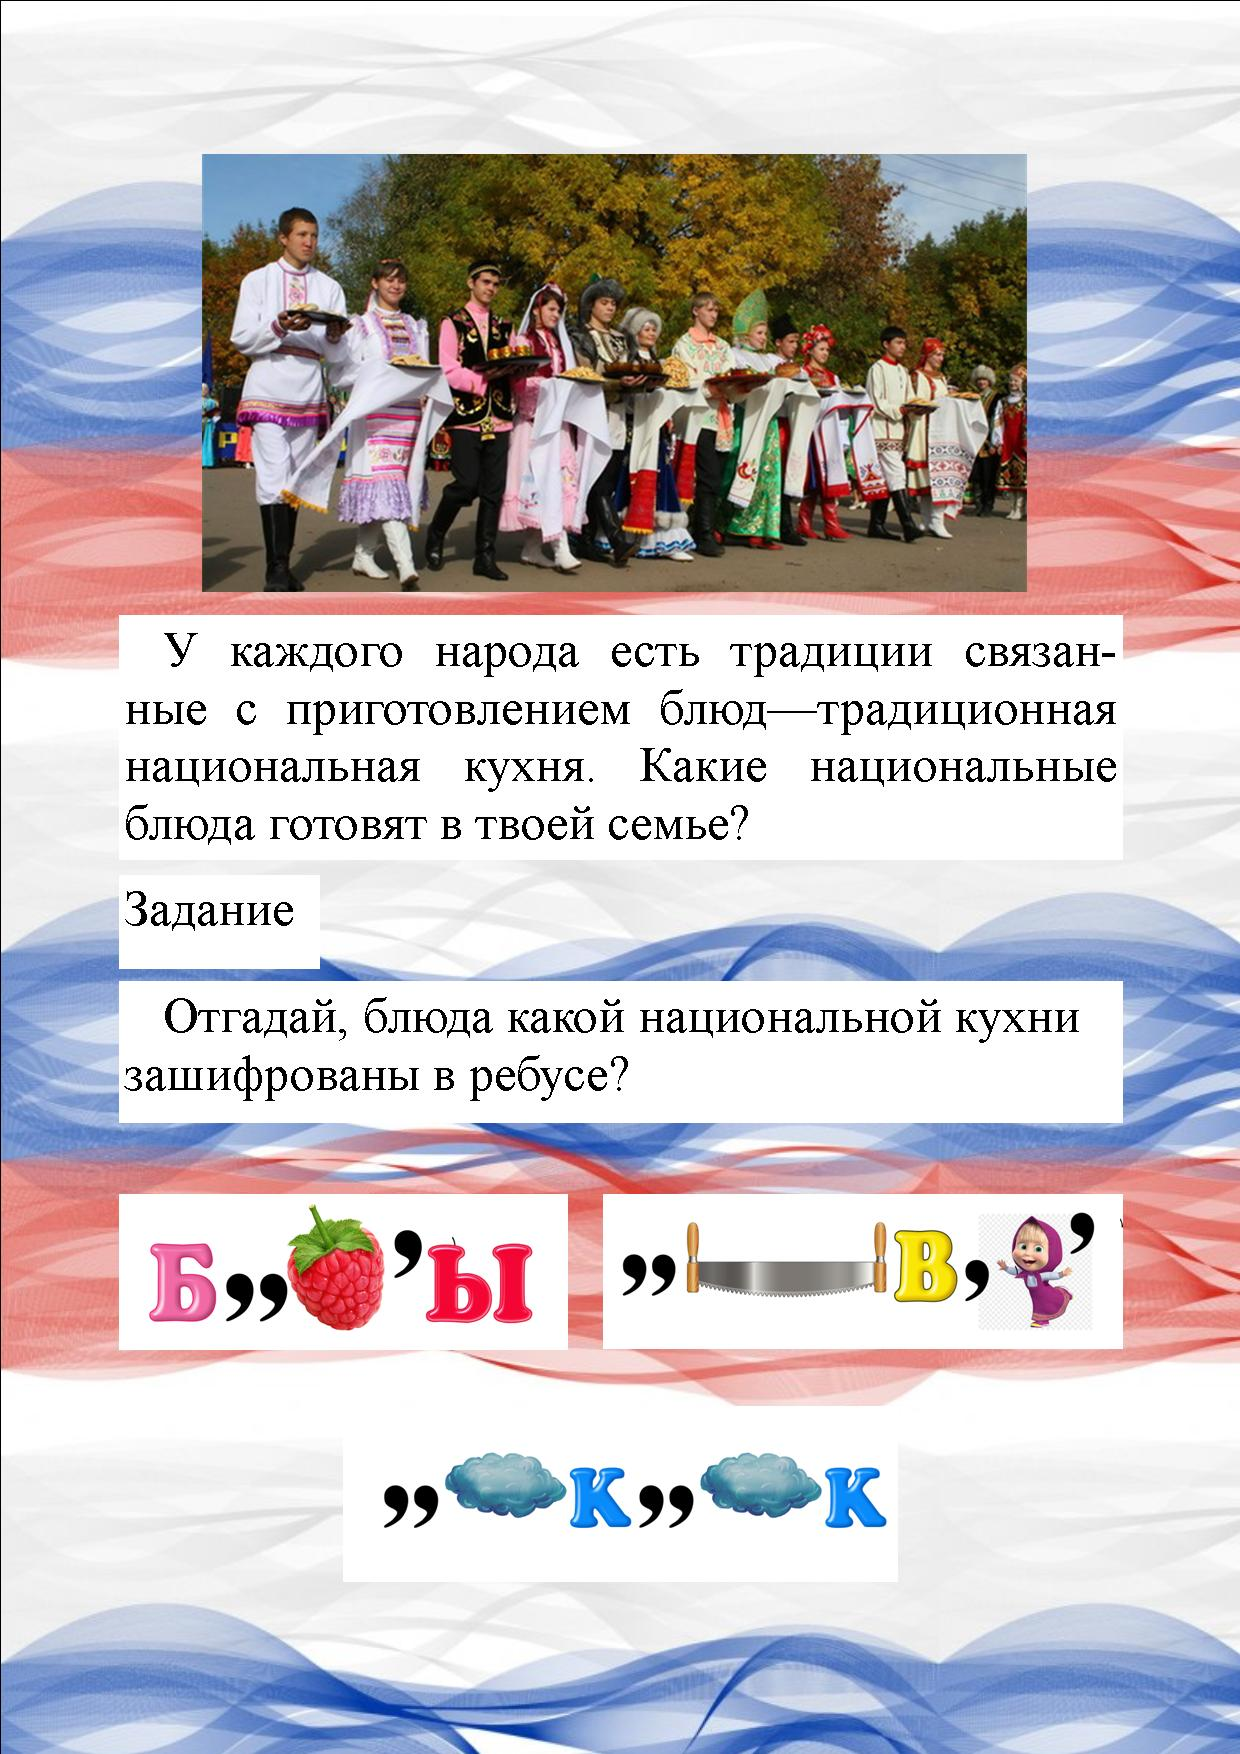 У каждого народа есть традиции связан-
ные с приготовлением блюд—традиционная
национальная кухня. Какие национальные
блюда готовят в твоей семье?
Задание
Отгадай, блюда какой национальной кухни
зашифрованы в ребусе?
Б,,’Ы ,,В,’
,,К,,К